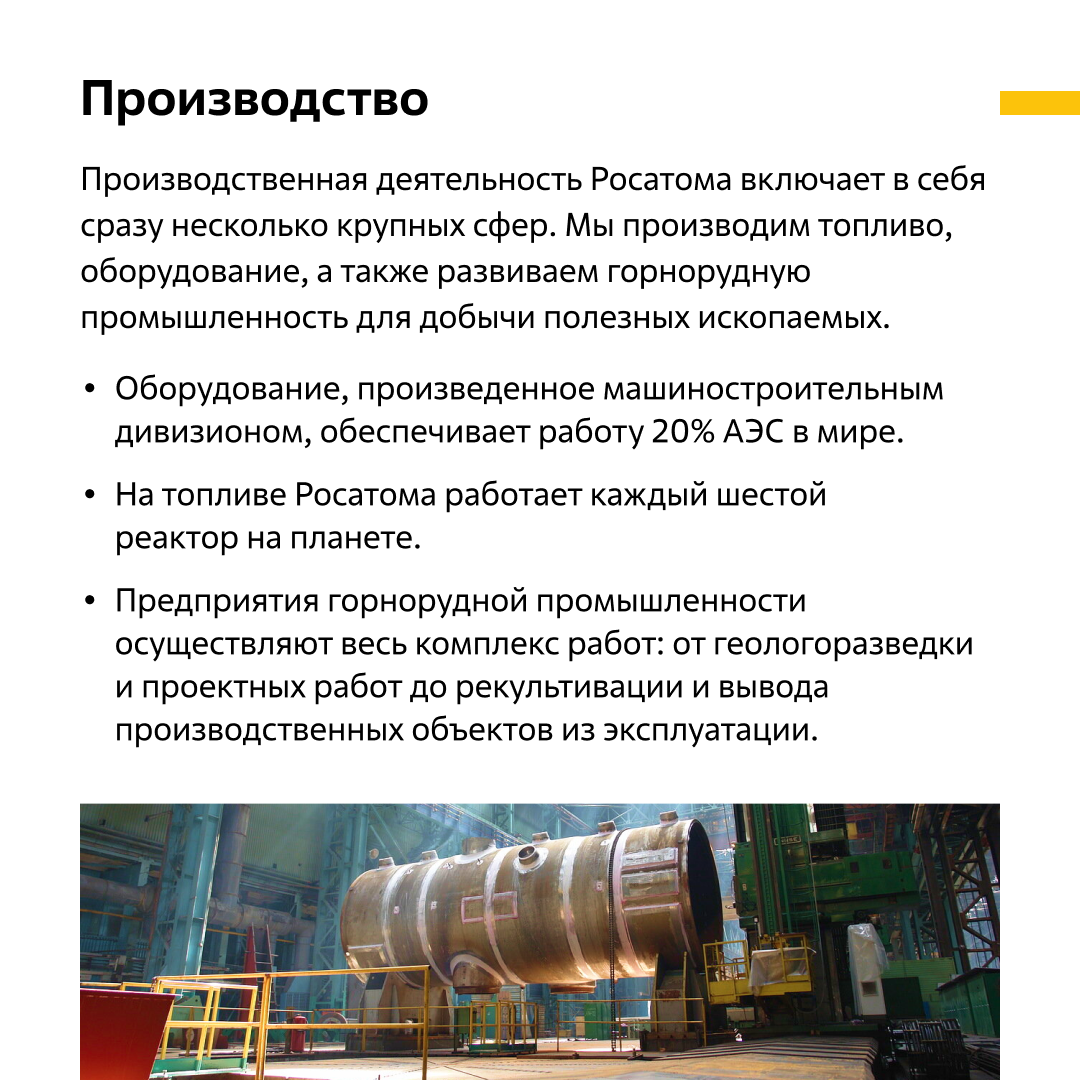 Производство
Производственная деятельность Росатома включает в себя
сразу несколько крупных сфер. Мы производим топливо,
оборудование, а также развиваем горнорудную
промышленность для добычи полезных ископаемых.
• Оборудование, произведенное машиностроительным
дивизионом, обеспечивает работу 20% АЭС в мире.
• На топливе Росатома работает каждый шестой
реактор на планете.
• Предприятия горнорудной промышленности
осуществляют весь комплекс работ: от геологоразведки
и проектных работ до рекультивации и вывода
производственных объектов из эксплуатации.